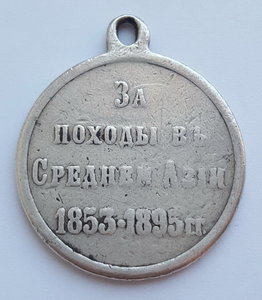 За
походы въ
Средней Азіи
1853-1895 гг.